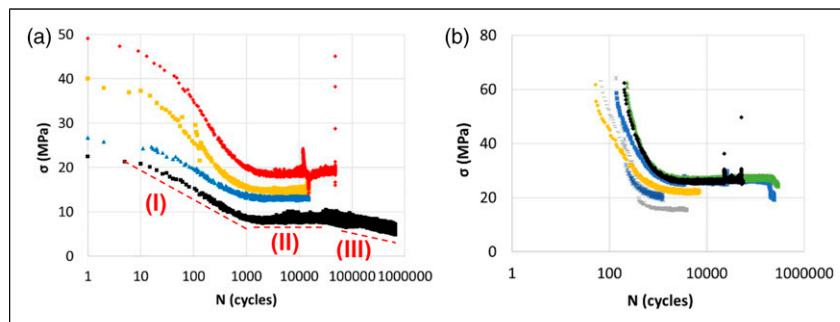 (a)
50
40
30
20
10
0
σ (MPa)
(I)
(II)
(III)
1 10 100 1000 10000 100000 1000000
N (cycles)
(b)
80
60
40
20
0
σ (MPa)
1 100 10000 1000000
N (cycles)